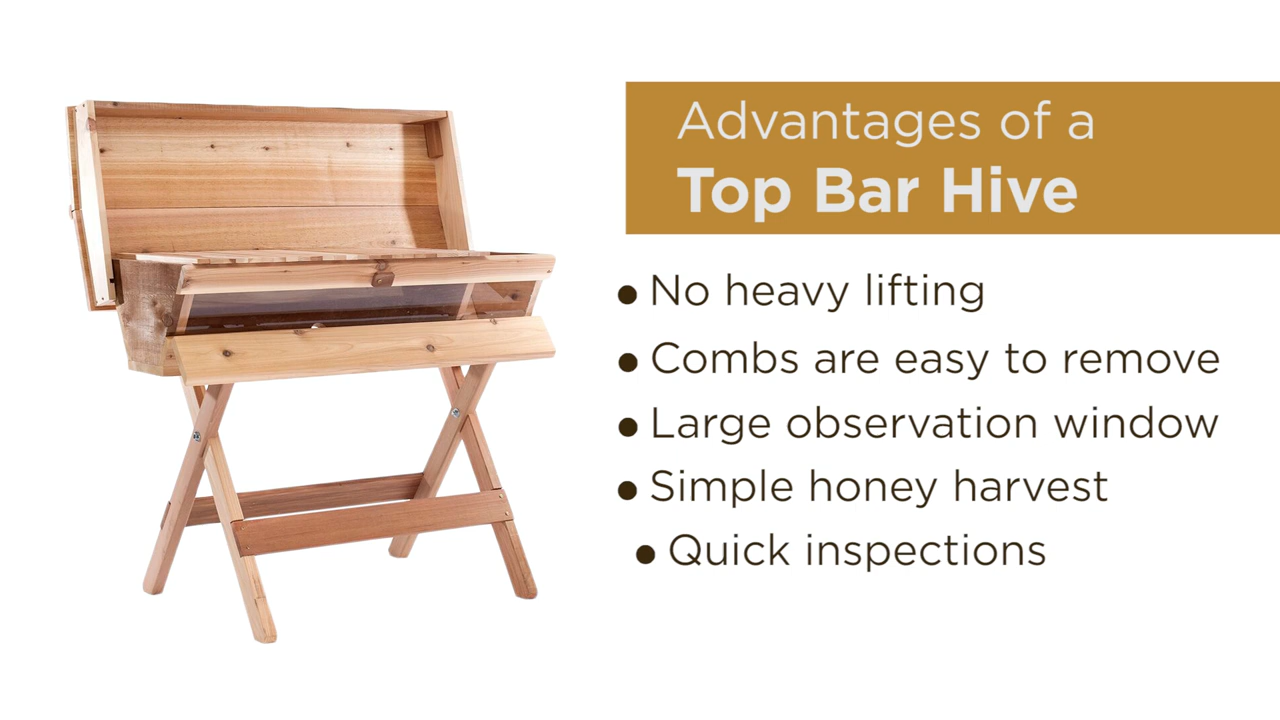 Advantages of a
Top Bar Hive
• No heavy lifting
• Combs are easy to remove
• Large observation window
• Simple honey harvest
• Quick inspections